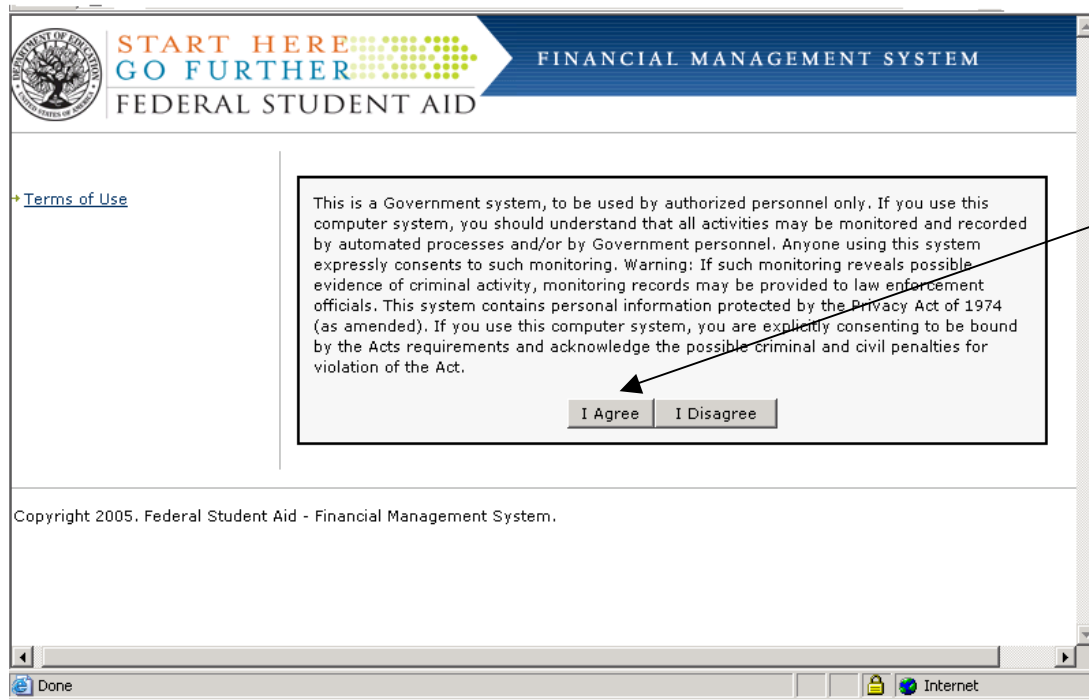 START HERE
GO FURTHER
FEDERAL STUDENT AID
FINANCIAL MANAGEMENT SYSTEM
Terms of Use
This is a Government system, to be used by authorized personnel only. If you use this
computer system, you should understand that all activities may be monitored and recorded
by automated processes and/or by Government personnel. Anyone using this system
expressly consents to such monitoring. Warning: If such monitoring reveals possible
evidence of criminal activity, monitoring records may be provided to law enforcement
officials. This system contains personal information protected by the Privacy Act of 1974
(as amended). If you use this computer system, you are explicitly consenting to be bound
by the Acts requirements and acknowledge the possible criminal and civil penalties for
violation of the Act.
I Agree
I Disagree
Copyright 2005. Federal Student Aid - Financial Management System.
Done
Internet